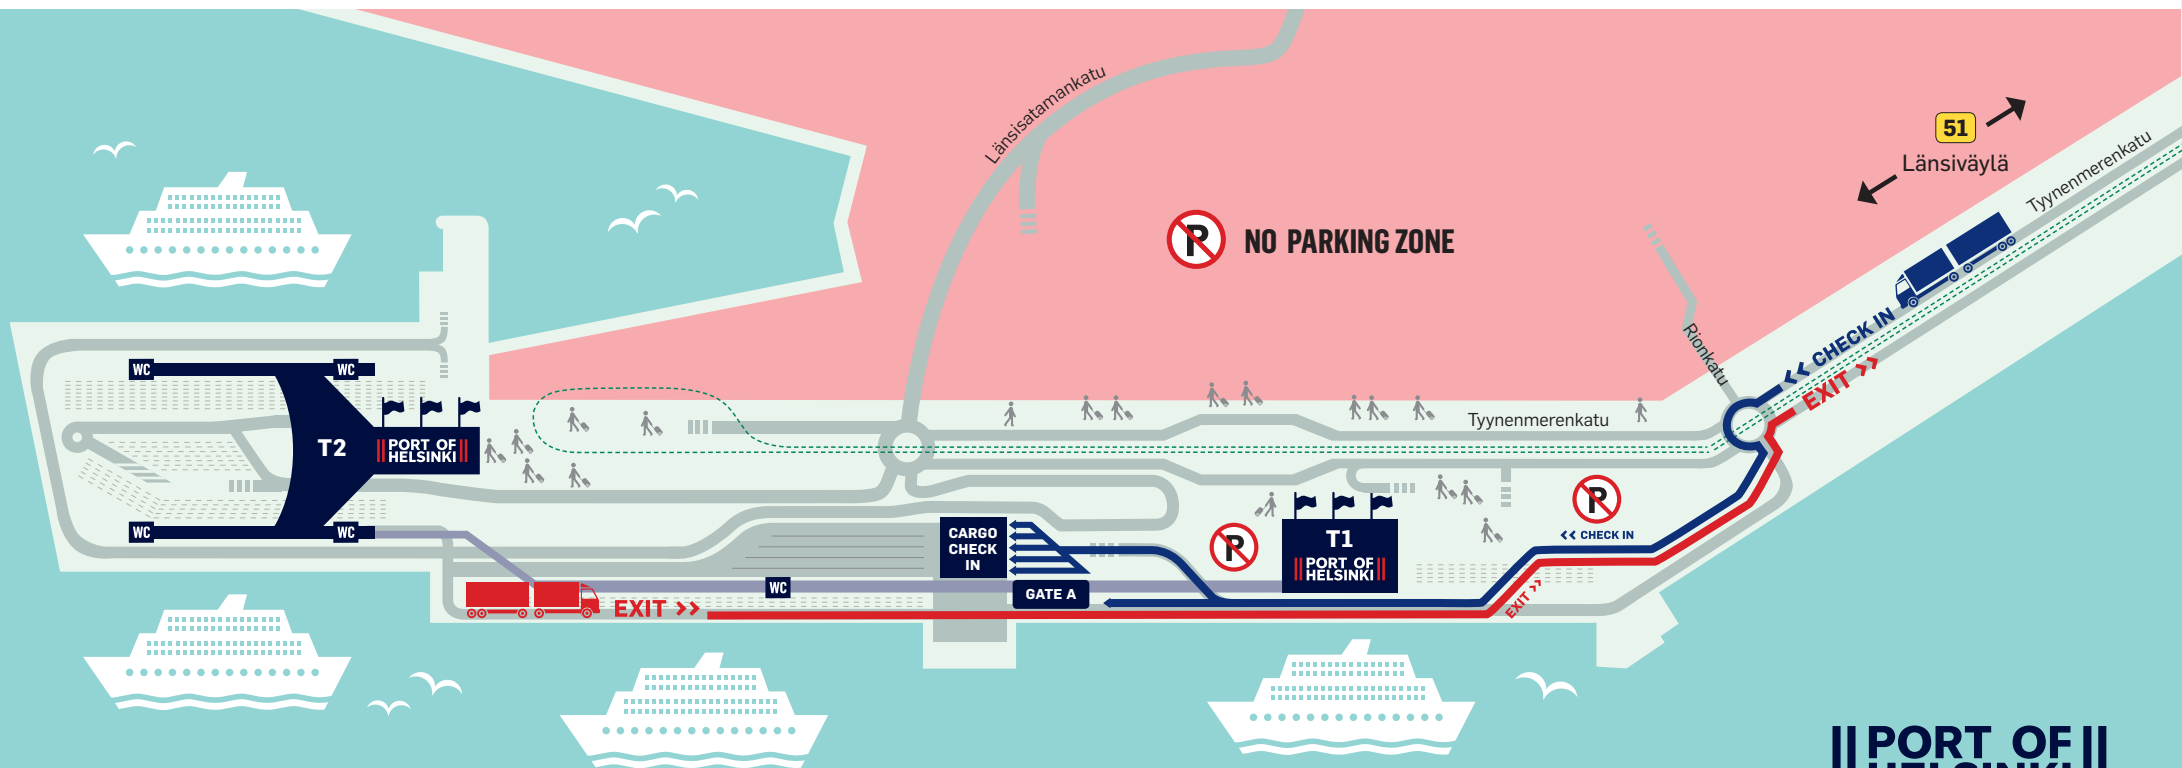 Länsisatamankatu
51
Länsiväylä
Tyynenmerenkatu
P NO PARKING ZONE
<< CHECK IN
EXIT >>
Rionkatu
Tyynenmerenkatu
WC
WC
T2
PORT OF
HELSINKI
WC
WC
CARGO
CHECK
IN
P
T1
PORT OF
HELSINKI
P
<< CHECK IN
EXIT >>
WC
GATE A
EXIT >>
PORT OF
HELSINKI